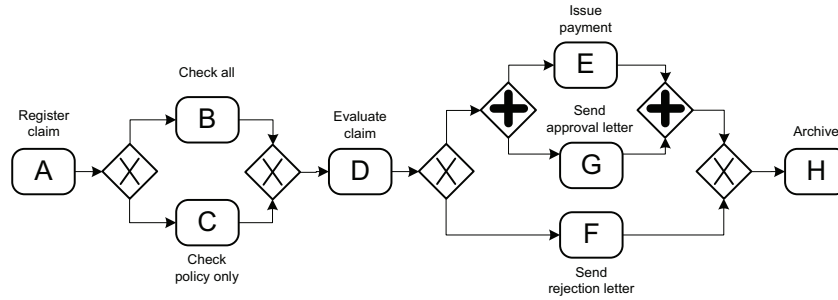 Register
claim
A
Check all
B
C
Check
policy only
Evaluate
claim
D
Issue
payment
E
Send
approval letter
G
F
Send
rejection letter
Archive
H